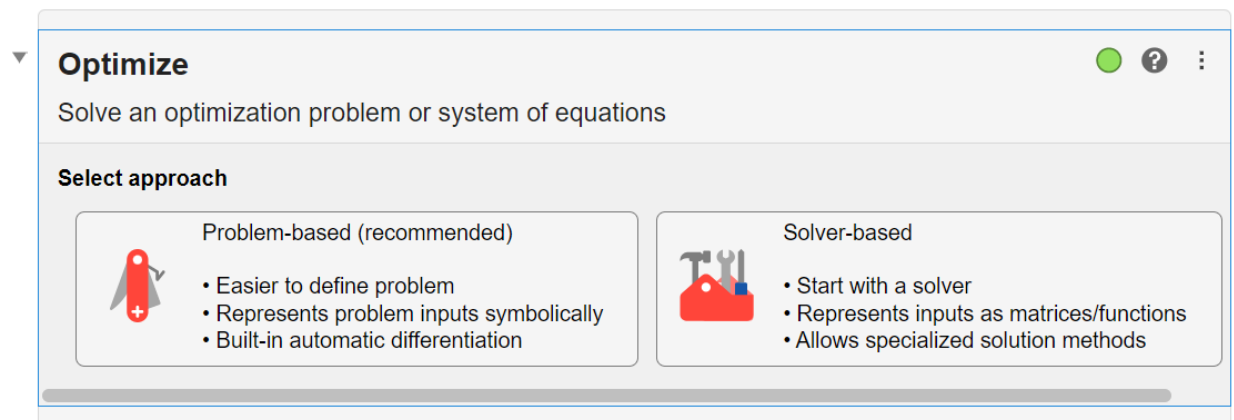 Optimize
Solve an optimization problem or system of equations
Select approach
Problem-based (recommended)
• Easier to define problem
• Represents problem inputs symbolically
• Built-in automatic differentiation
Solver-based
• Start with a solver
• Represents inputs as matrices/functions
• Allows specialized solution methods